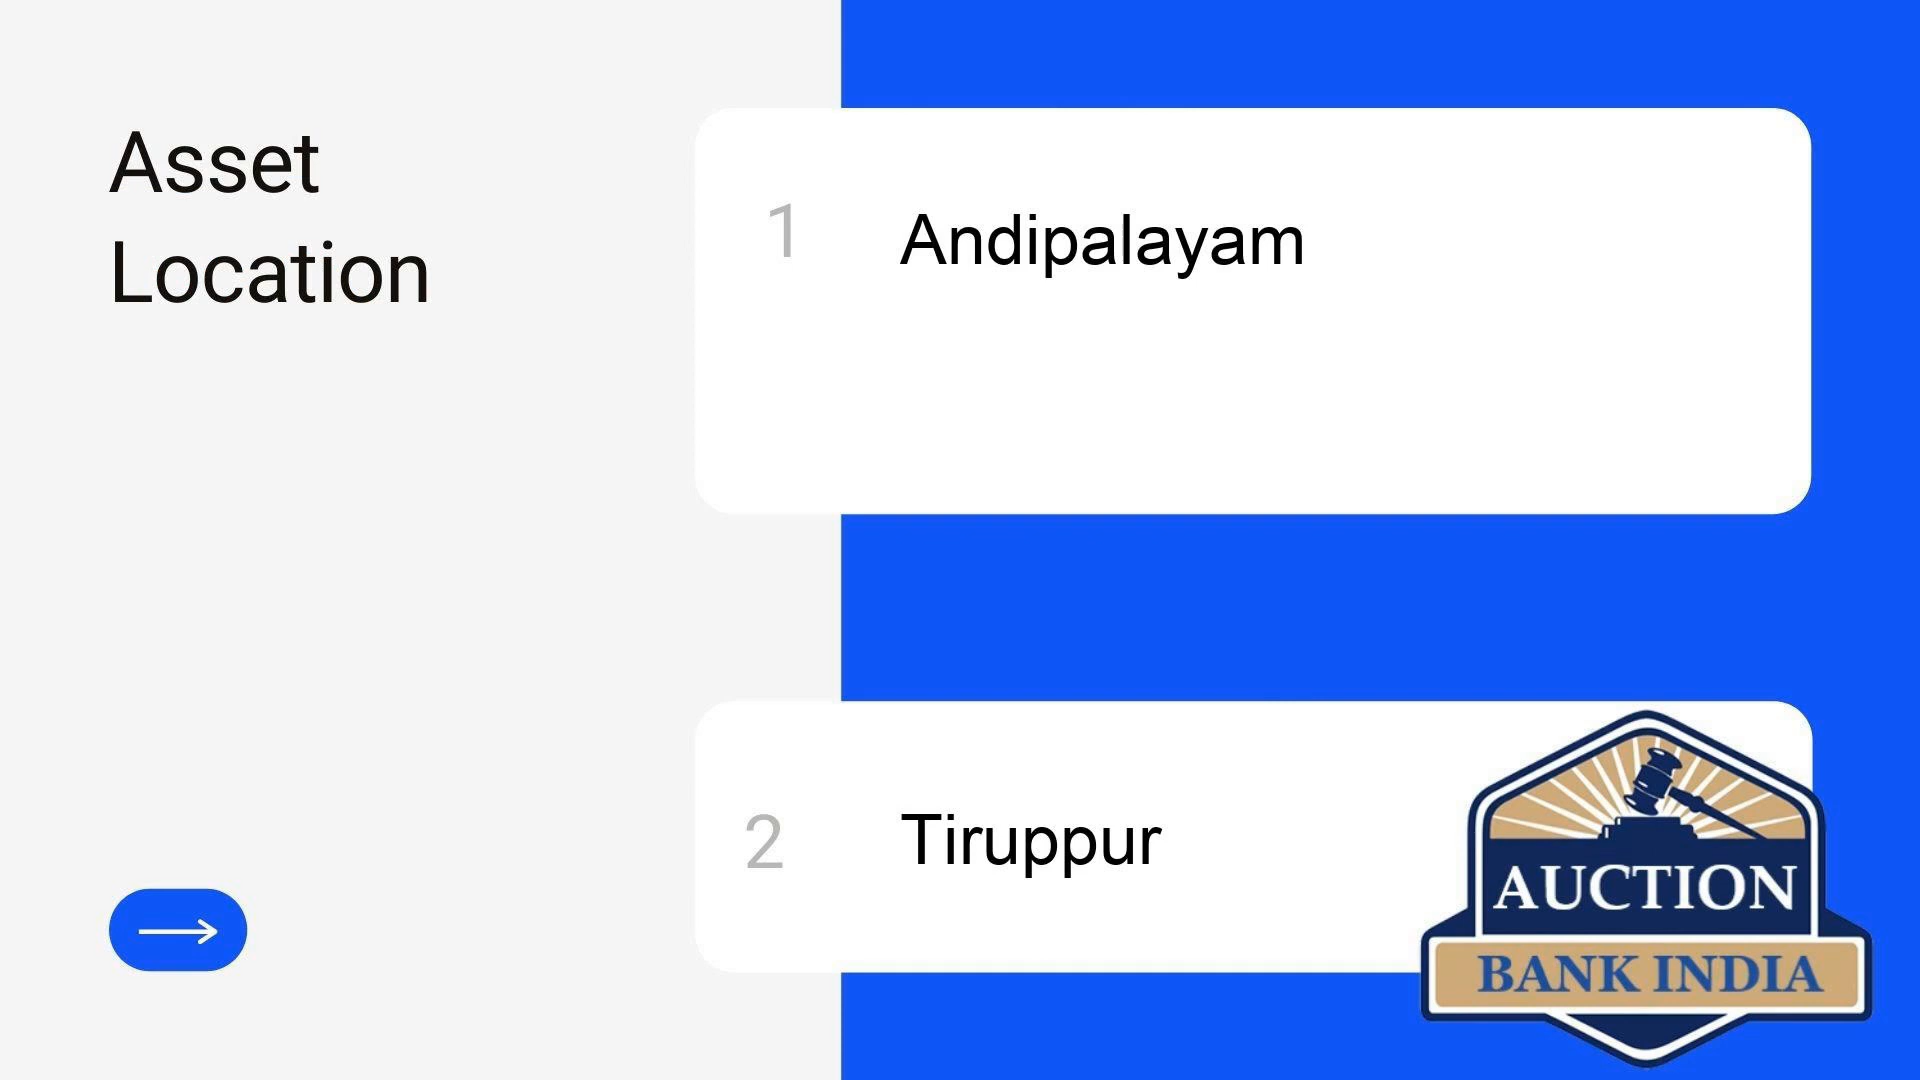 Asset
Location
1
Andipalayam
2
Tiruppur
AUCTION
BANK INDIA